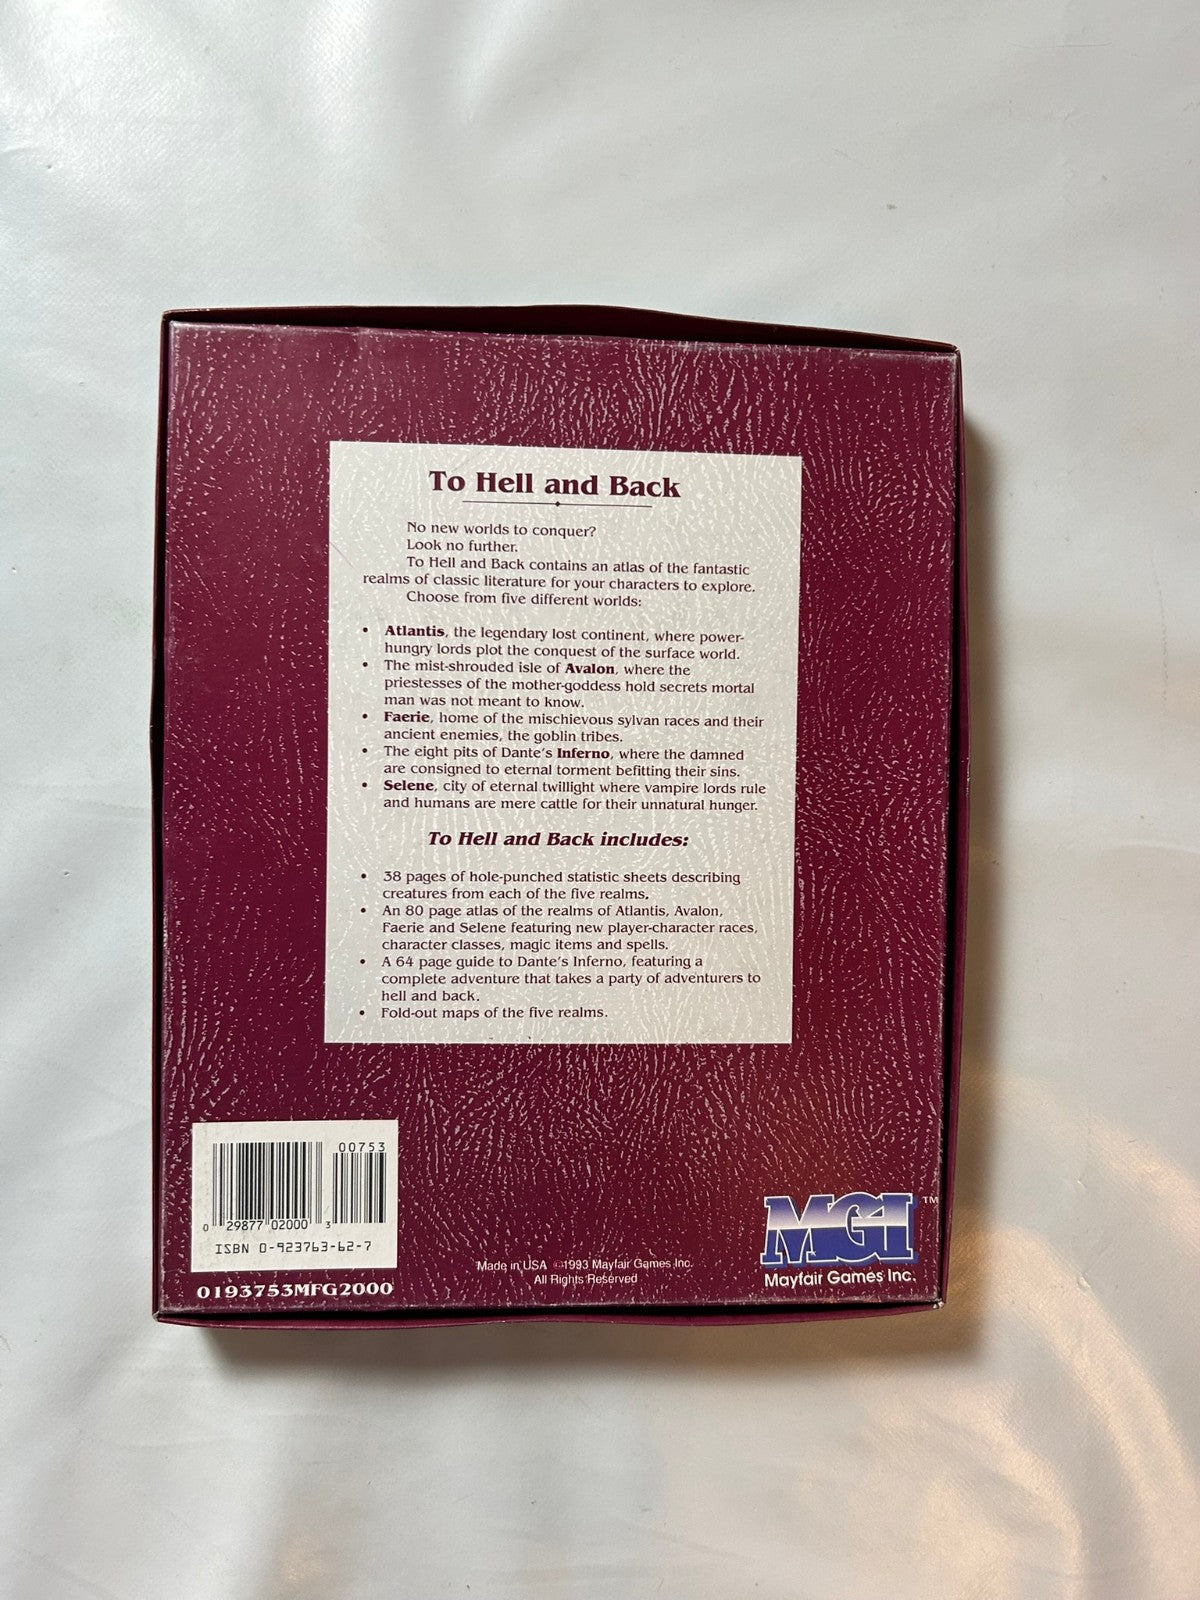 To Hell and Back
No new worlds to conquer?
Look no further.
To Hell and Back contains an atlas of the fantastic
realms of classic literature for your characters to explore.
Choose from five different worlds:
• Atlantis, the legendary lost continent, where power-
hungry lords plot the conquest of the surface world.
• The mist-shrouded isle of Avalon, where the
priestesses of the mother-goddess hold secrets mortal
man was not meant to know.
• Faerie, home of the mischievous sylvan races and their
ancient enemies, the goblin tribes.
• The eight pits of Dante's Inferno, where the damned
are consigned to eternal torment befitting their sins.
• Selene, city of eternal twillight where vampire lords rule
and humans are mere cattle for their unnatural hunger.
To Hell and Back includes:
• 38 pages of hole-punched statistic sheets describing
creatures from each of the five realms.
• An 80 page atlas of the realms of Atlantis, Avalon,
Faerie and Selene featuring new player-character races,
character classes, magic items and spells.
• A 64 page guide to Dante's Inferno, featuring a
complete adventure that takes a party of adventurers to
hell and back.
• Fold-out maps of the five realms.
00753
0 29877 02000 3
ISBN 0-923763-62-7
0193753MFG2000
Made in USA ©1993 Mayfair Games Inc.
All Rights Reserved
MGI™
Mayfair Games Inc.